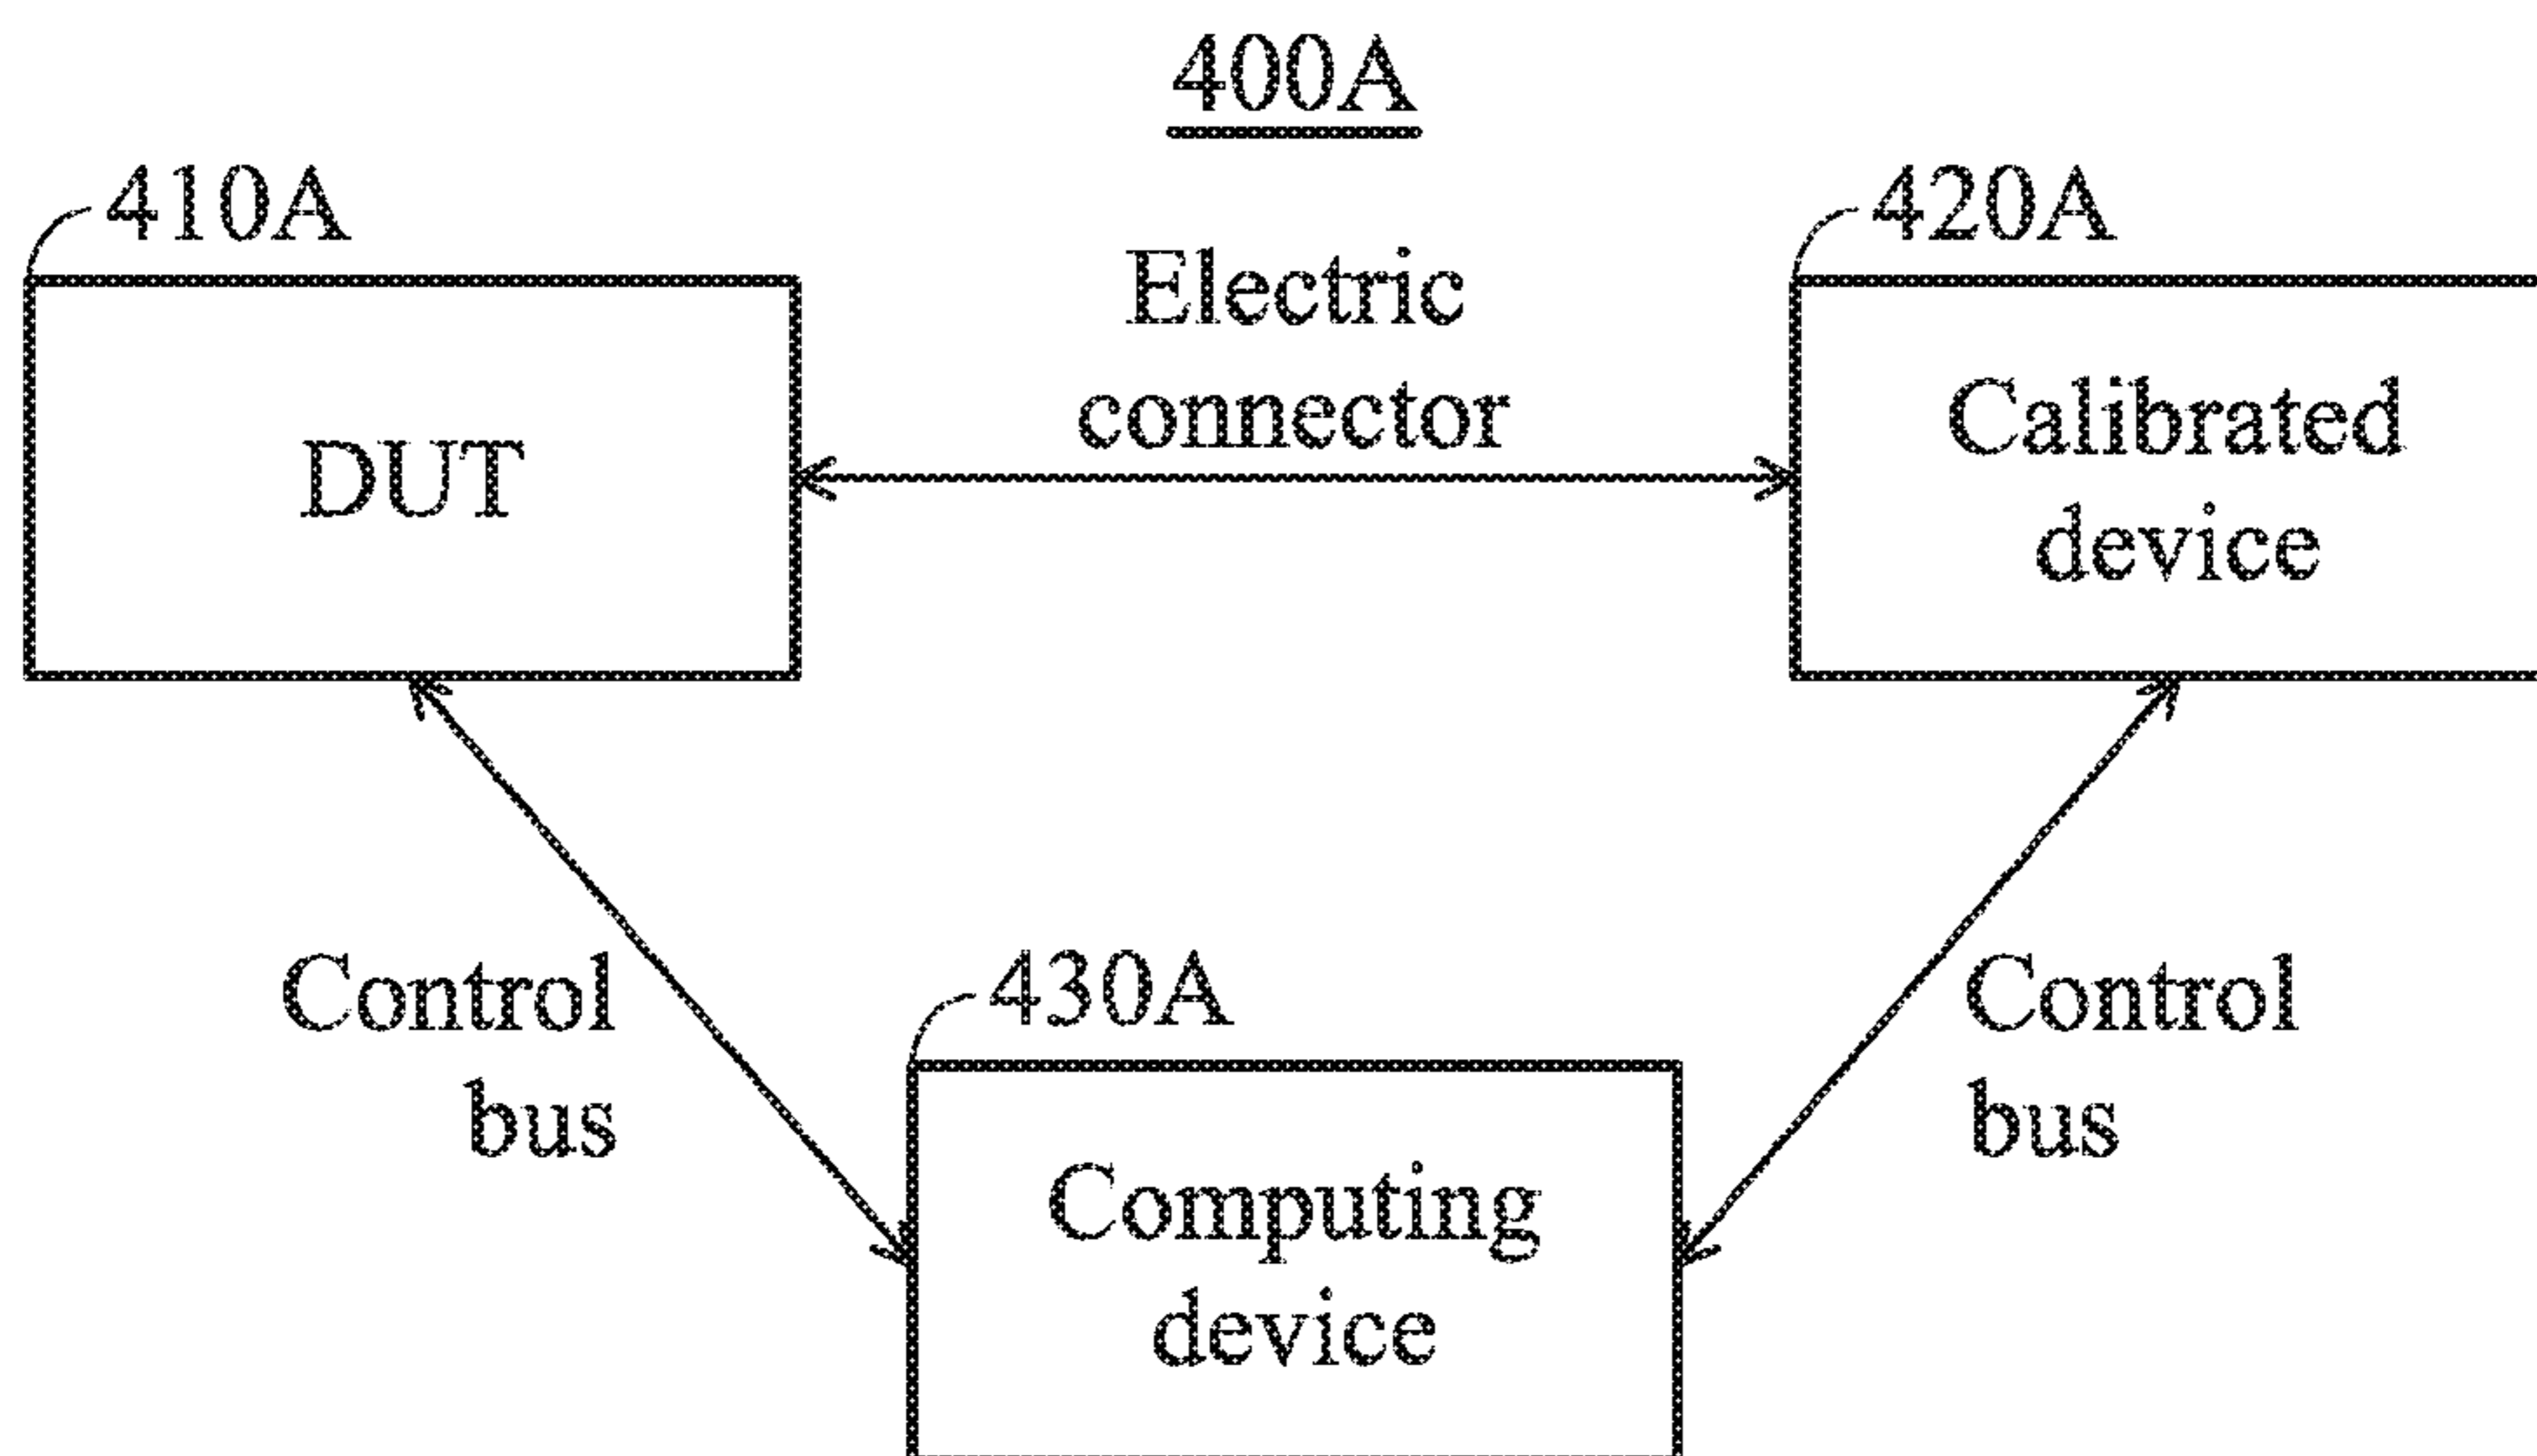 400A
410A
420A
Electric
connector
DUT
Calibrated
device
Control
bus
430A
Control
bus
Computing
device